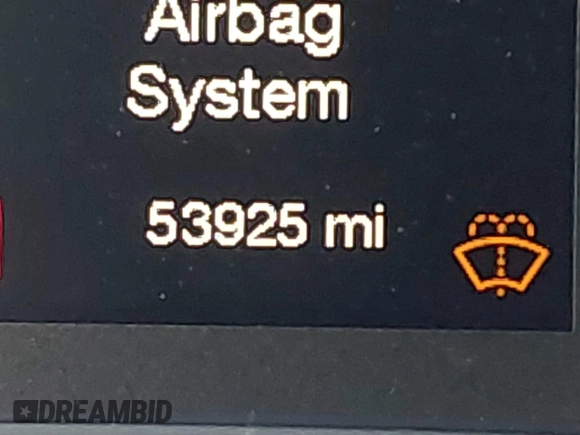 Airbag
System
53925 mi
DREAMBID